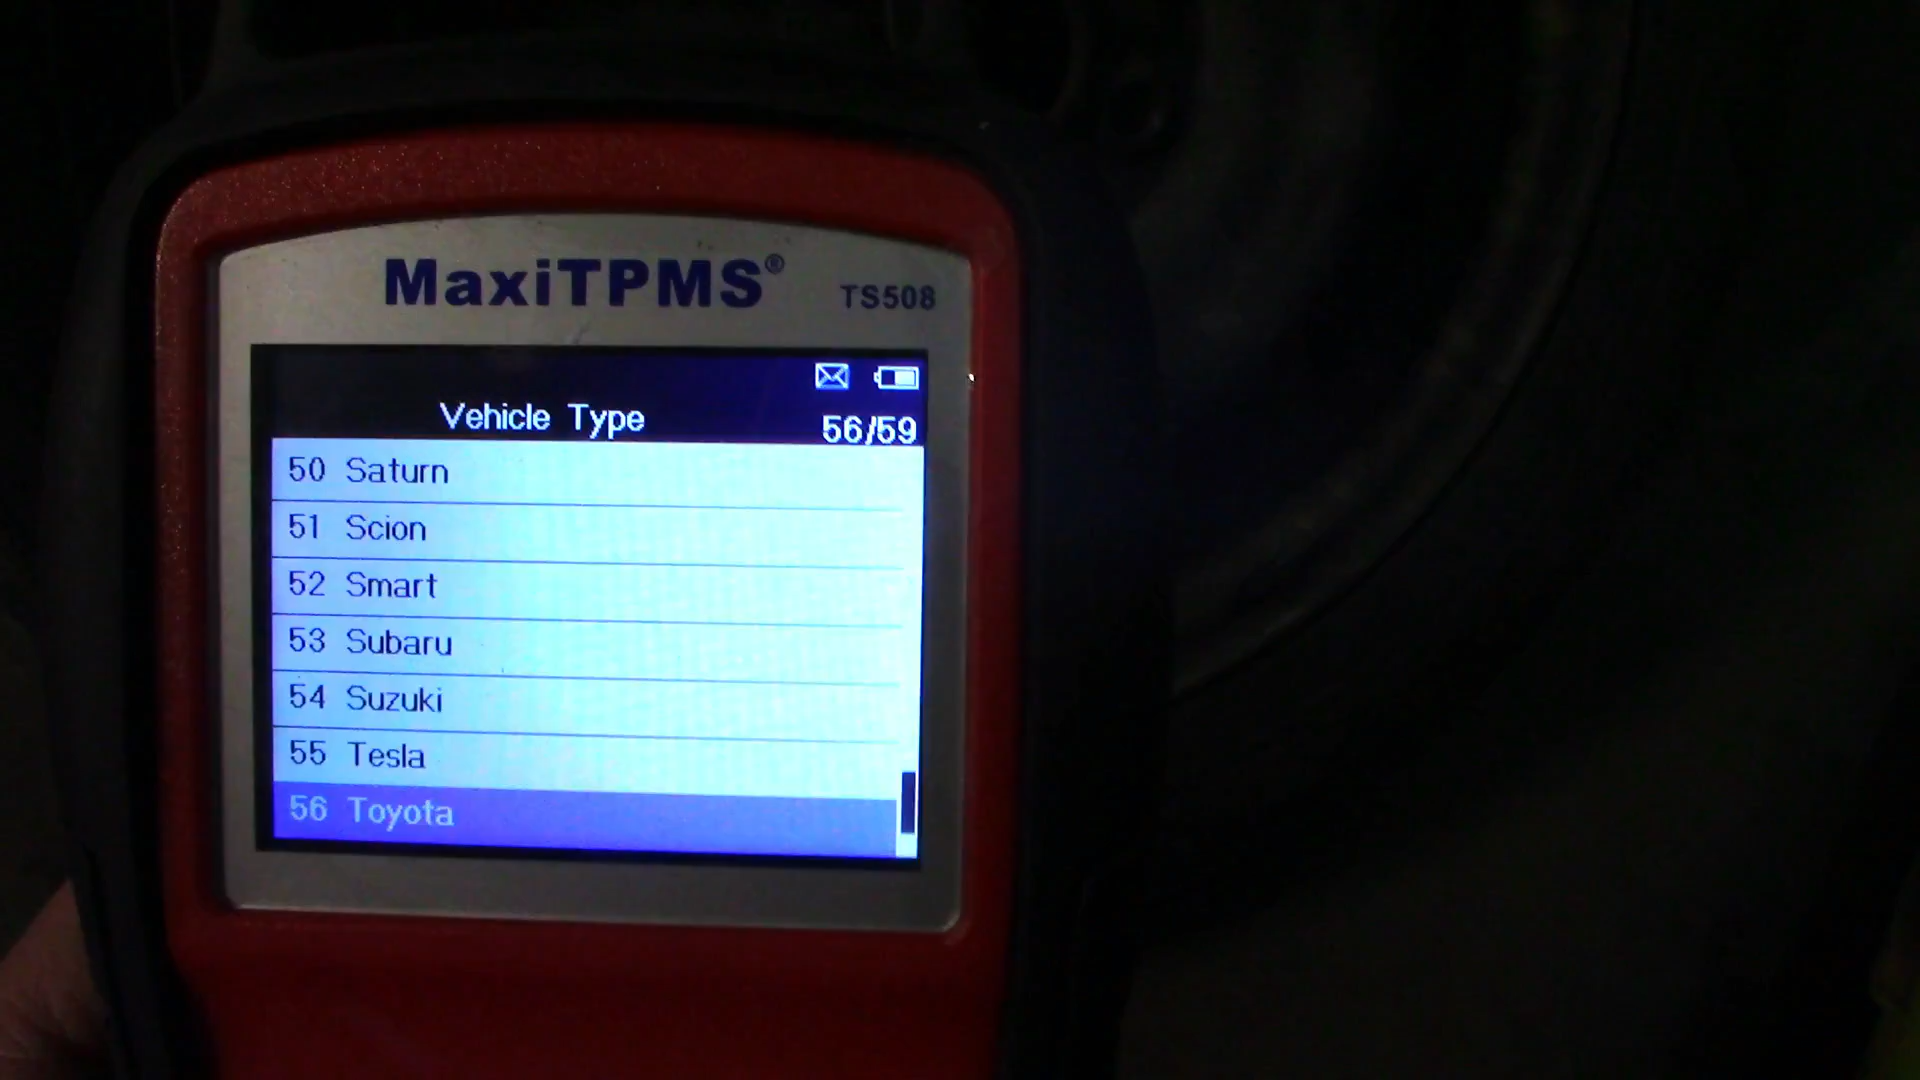 MaxiTPMS®
TS508
Vehicle Type 56/59
50 Saturn
51 Scion
52 Smart
53 Subaru
54 Suzuki
55 Tesla
56 Toyota